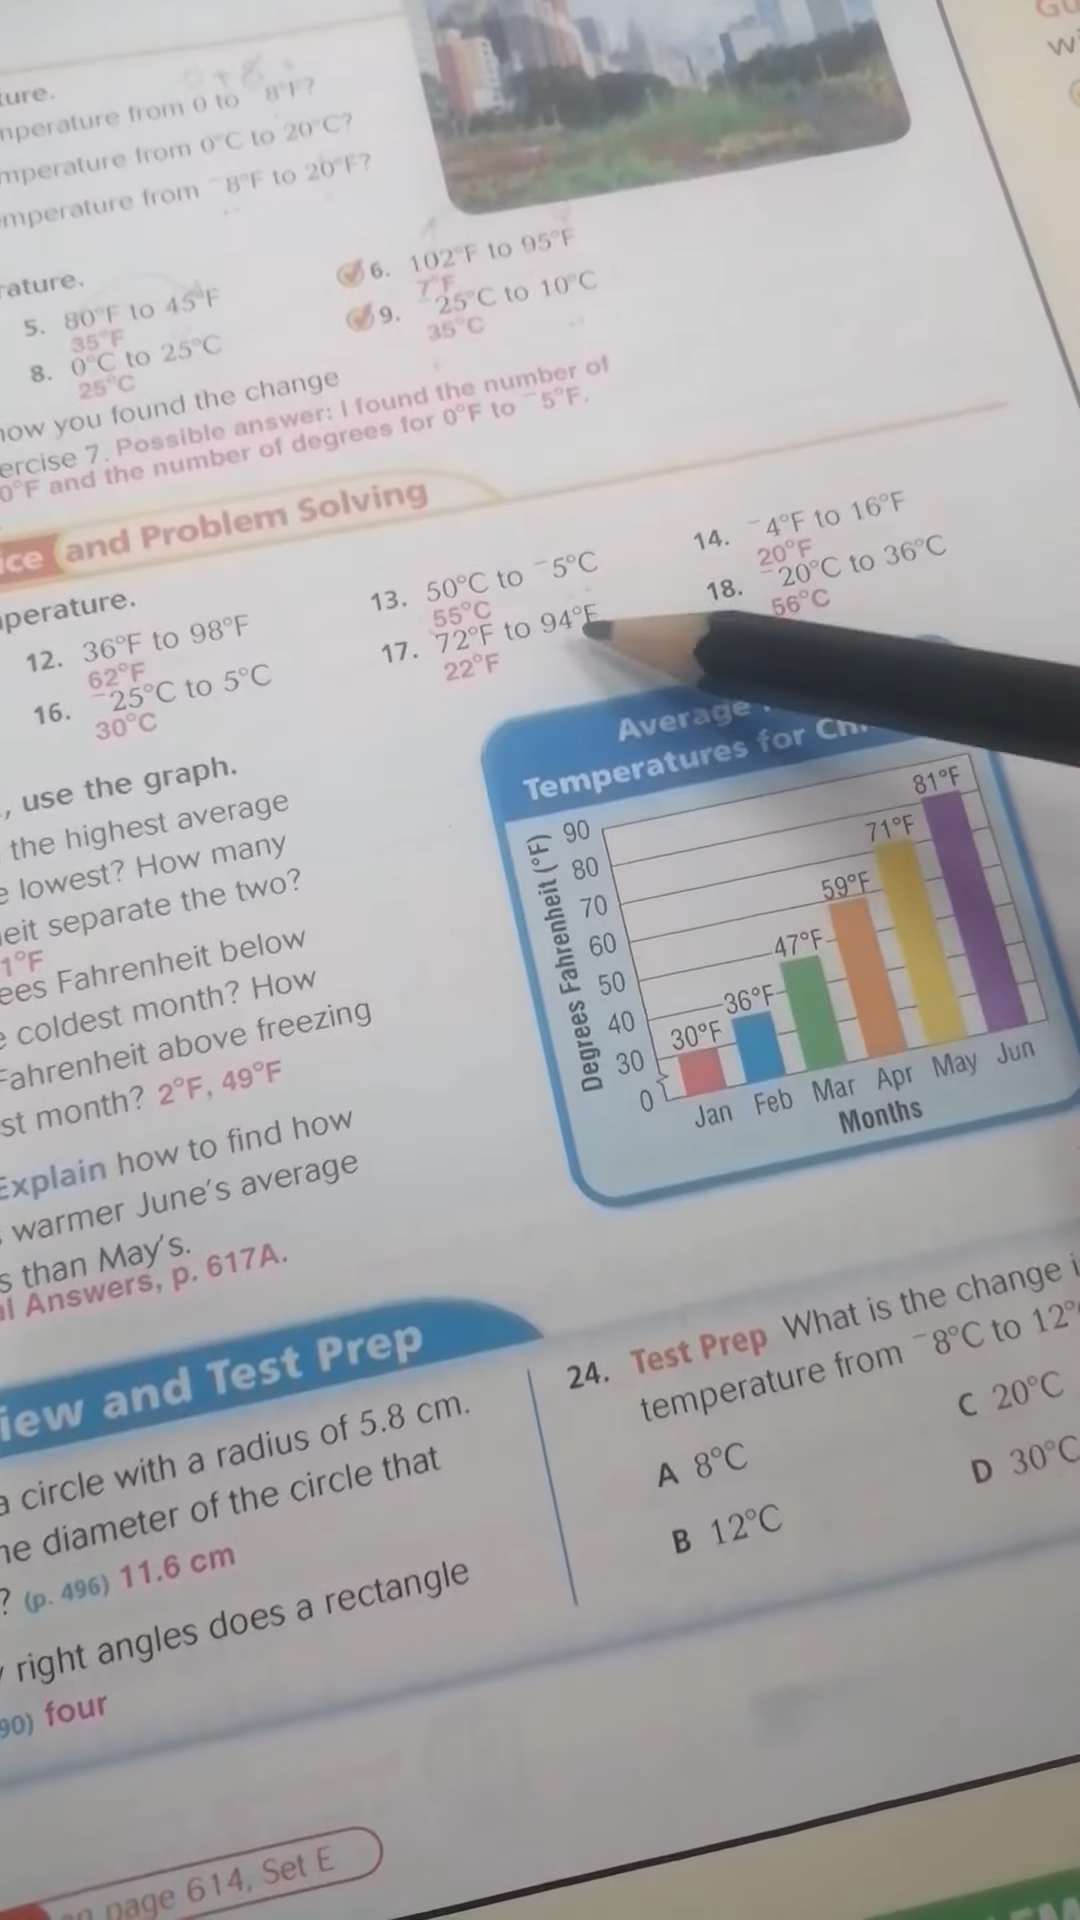 ture.
mperature from 0 to ⁻8°F?
mperature from 0°C to 20°C?
emperature from ⁻8°F to 20°F?
rature.
5. 80°F to 45°F
35°F
6. 102°F to 95°F
7°F
8. 0°C to 25°C
25°C
9. ⁻25°C to 10°C
35°C
how you found the change
ercise 7. Possible answer: I found the number of
0°F and the number of degrees for 0°F to ⁻5°F.
ice and Problem Solving
perature.
12. 36°F to 98°F
62°F
13. 50°C to ⁻5°C
55°C
14. ⁻4°F to 16°F
20°F
16. ⁻25°C to 5°C
30°C
17. 72°F to 94°F
22°F
18. ⁻20°C to 36°C
56°C
, use the graph.
the highest average
e lowest? How many
eit separate the two?
1°F
ees Fahrenheit below
e coldest month? How
Fahrenheit above freezing
st month? 2°F, 49°F
Explain how to find how
warmer June's average
s than May's.
al Answers, p. 617A.
Average
Temperatures for Ch
Degrees Fahrenheit (°F)
90
80
70
60
50
40
30
0
30°F
36°F
47°F
59°F
71°F
81°F
Jan Feb Mar Apr May Jun
Months
iew and Test Prep
a circle with a radius of 5.8 cm.
he diameter of the circle that
? (p. 496) 11.6 cm
y right angles does a rectangle
90) four
24. Test Prep What is the change i
temperature from ⁻8°C to 12°
A 8°C
B 12°C
C 20°C
D 30°C
on page 614, Set E